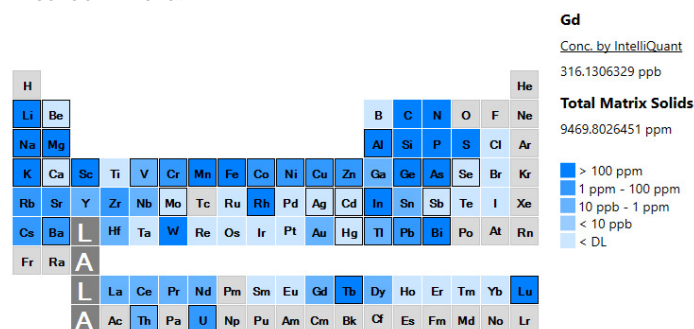 Gd
Conc. by IntelliQuant
316.1306329 ppb
Total Matrix Solids
9469.8026451 ppm
> 100 ppm
1 ppm - 100 ppm
10 ppb - 1 ppm
< 10 ppb
< DL
H He
Li Be B C N O F Ne
Na Mg Al Si P S Cl Ar
K Ca Sc Ti V Cr Mn Fe Co Ni Cu Zn Ga Ge As Se Br Kr
Rb Sr Y Zr Nb Mo Tc Ru Rh Pd Ag Cd In Sn Sb Te I Xe
Cs Ba L Hf Ta W Re Os Ir Pt Au Hg Tl Pb Bi Po At Rn
Fr Ra A
L La Ce Pr Nd Pm Sm Eu Gd Tb Dy Ho Er Tm Yb Lu
A Ac Th Pa U Np Pu Am Cm Bk Cf Es Fm Md No Lr